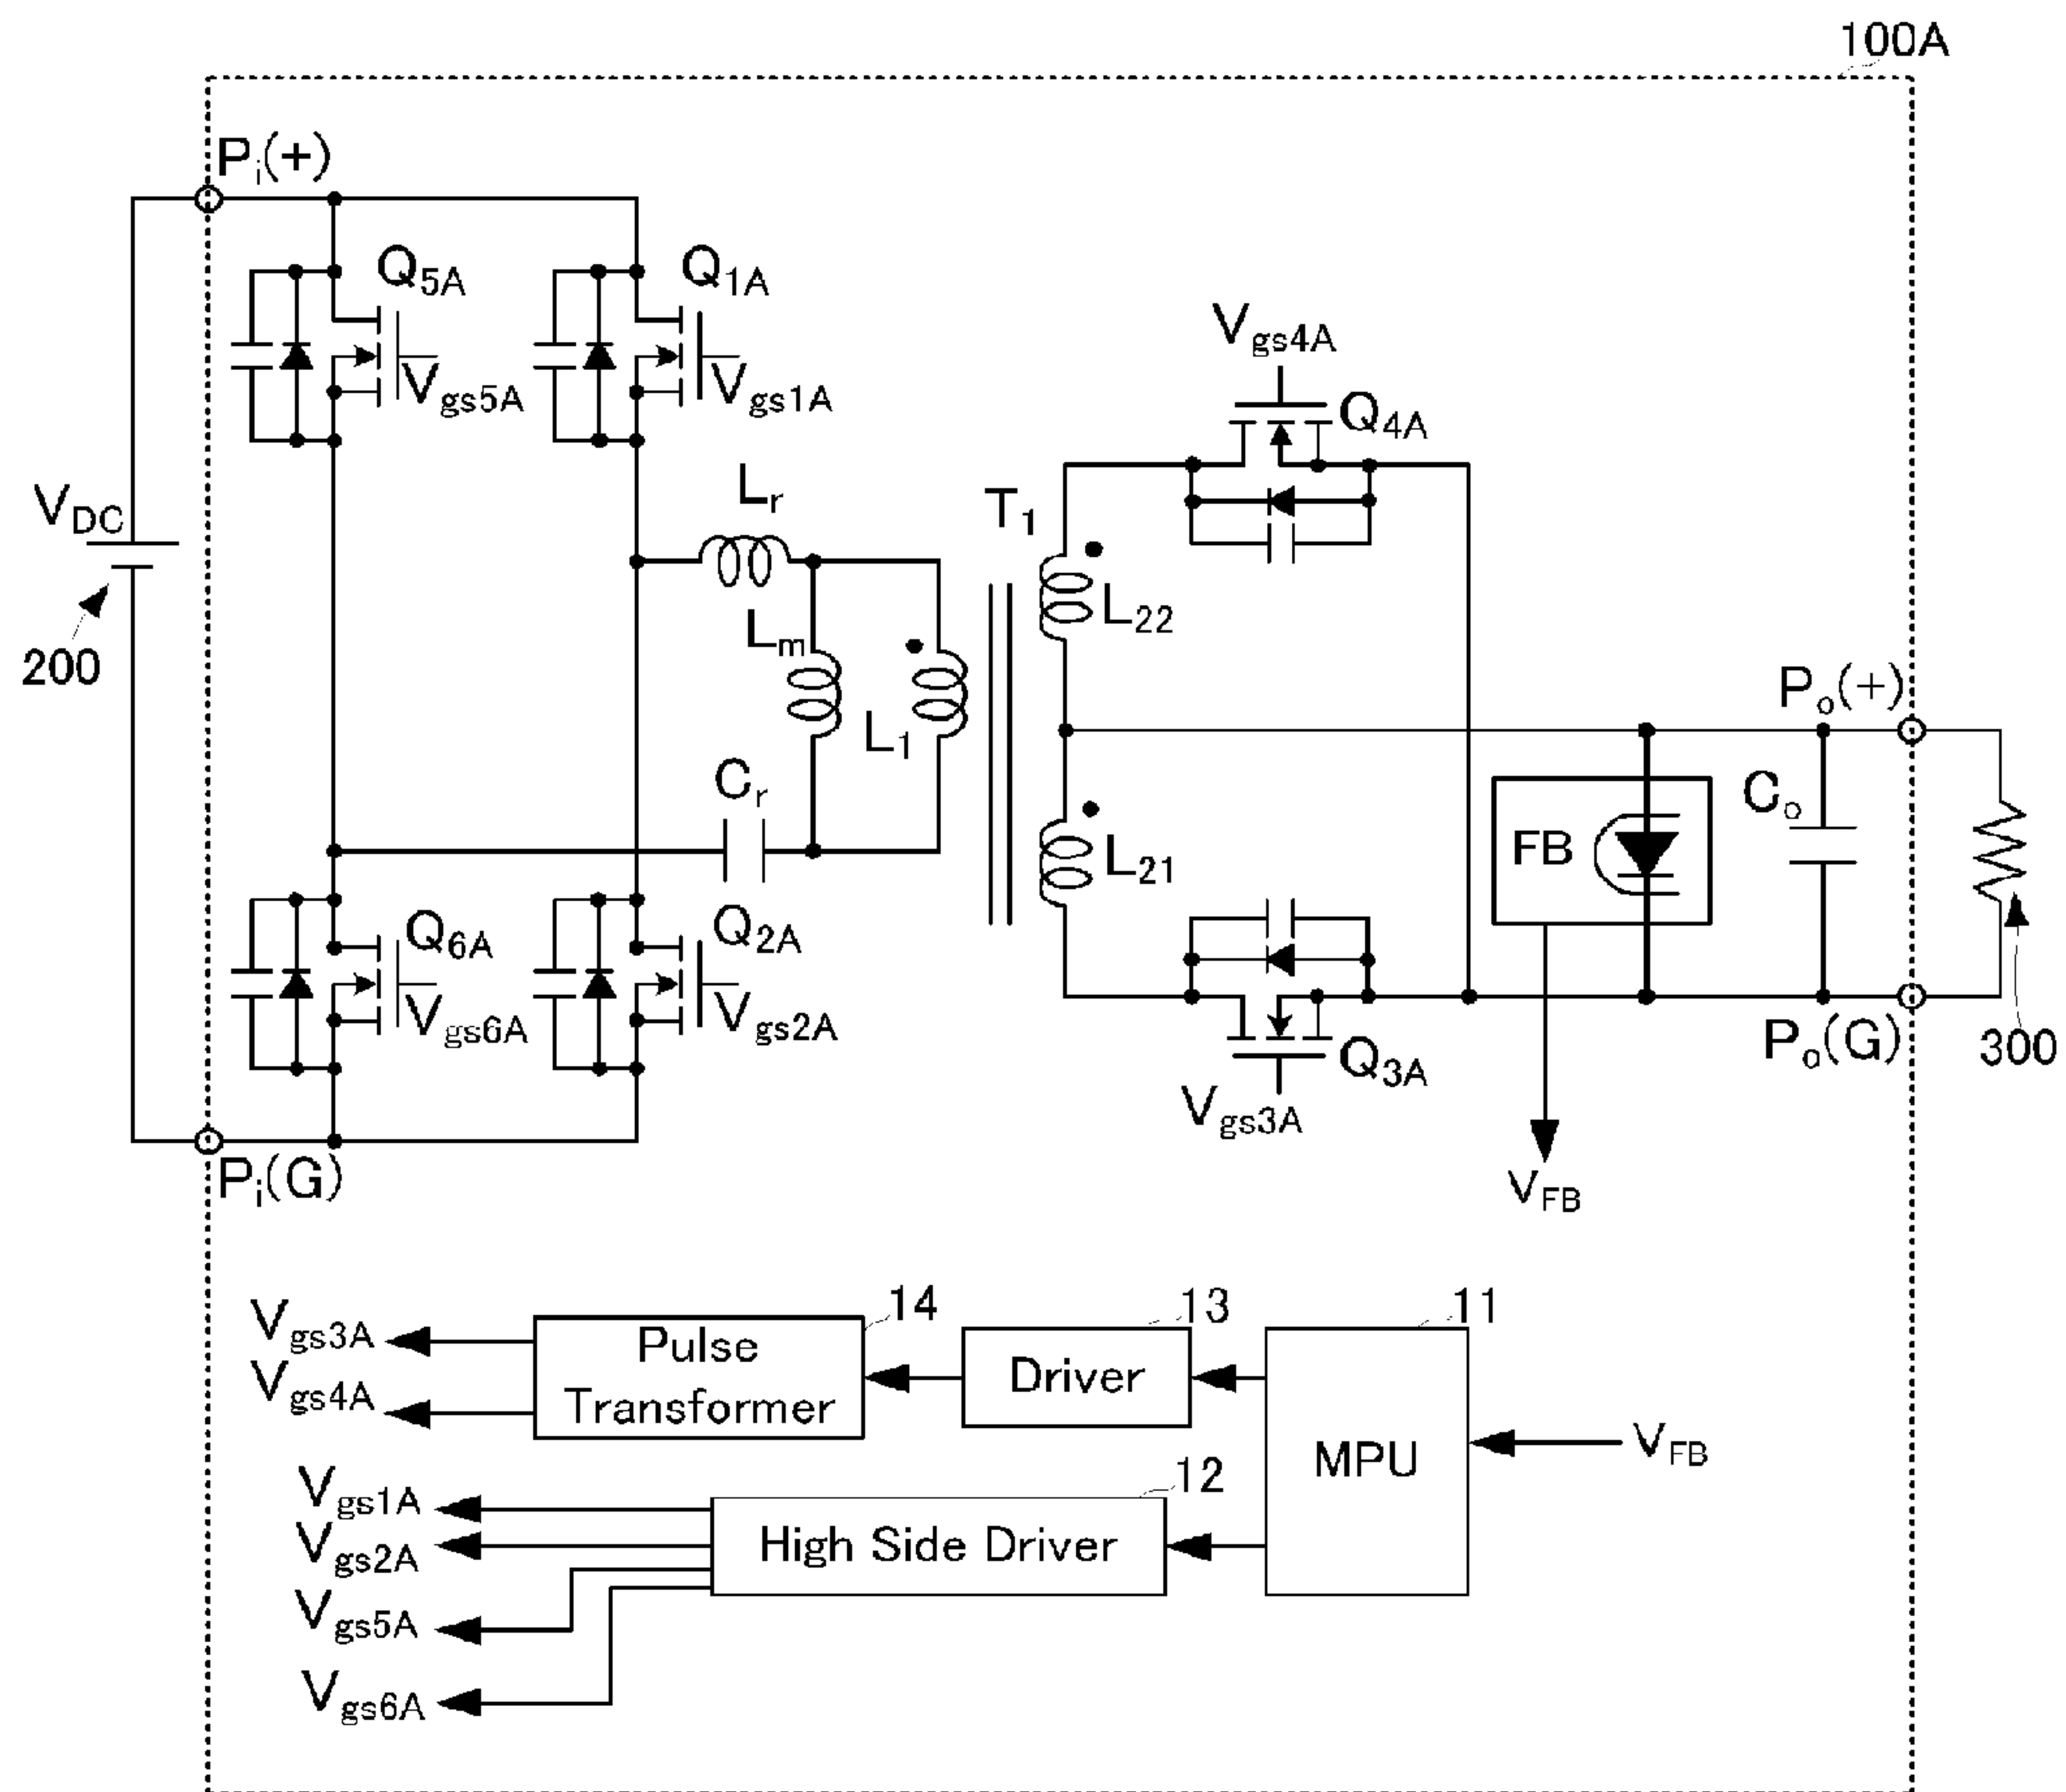 100A
Pi(+)
Q5A
Q1A
Vgs5A
Vgs1A
Vgs4A
Q4A
VDC
Lr
T1
200
Lm
L22
L1
Po(+)
Cr
Co
FB
L21
Q6A
Q2A
Vgs6A
Vgs2A
Q3A
Po(G)
300
Vgs3A
Pi(G)
VFB
14
13
11
Vgs3A
Pulse
Transformer
Driver
Vgs4A
MPU
VFB
12
Vgs1A
High Side Driver
Vgs2A
Vgs5A
Vgs6A